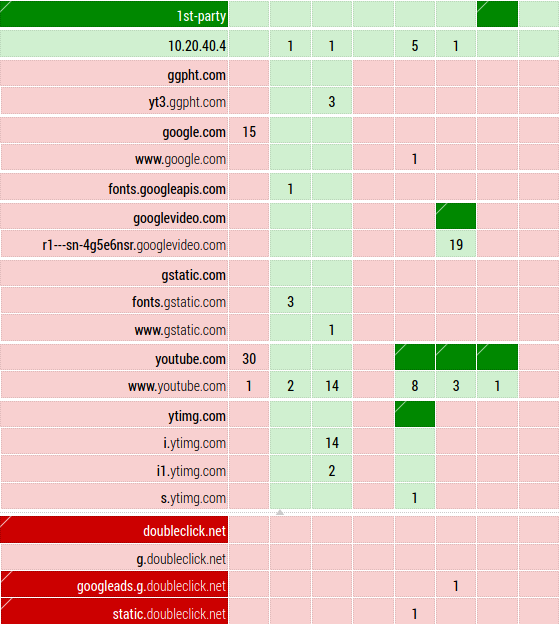 1st-party
10.20.40.4 1 1 5 1
ggpht.com
yt3.ggpht.com 3
google.com 15
www.google.com 1
fonts.googleapis.com 1
googlevideo.com
r1---sn-4g5e6nsr.googlevideo.com 19
gstatic.com
fonts.gstatic.com 3
www.gstatic.com 1
youtube.com 30
www.youtube.com 1 2 14 8 3 1
ytimg.com
i.ytimg.com 14
i1.ytimg.com 2
s.ytimg.com 1
doubleclick.net
g.doubleclick.net
googleads.g.doubleclick.net 1
static.doubleclick.net 1